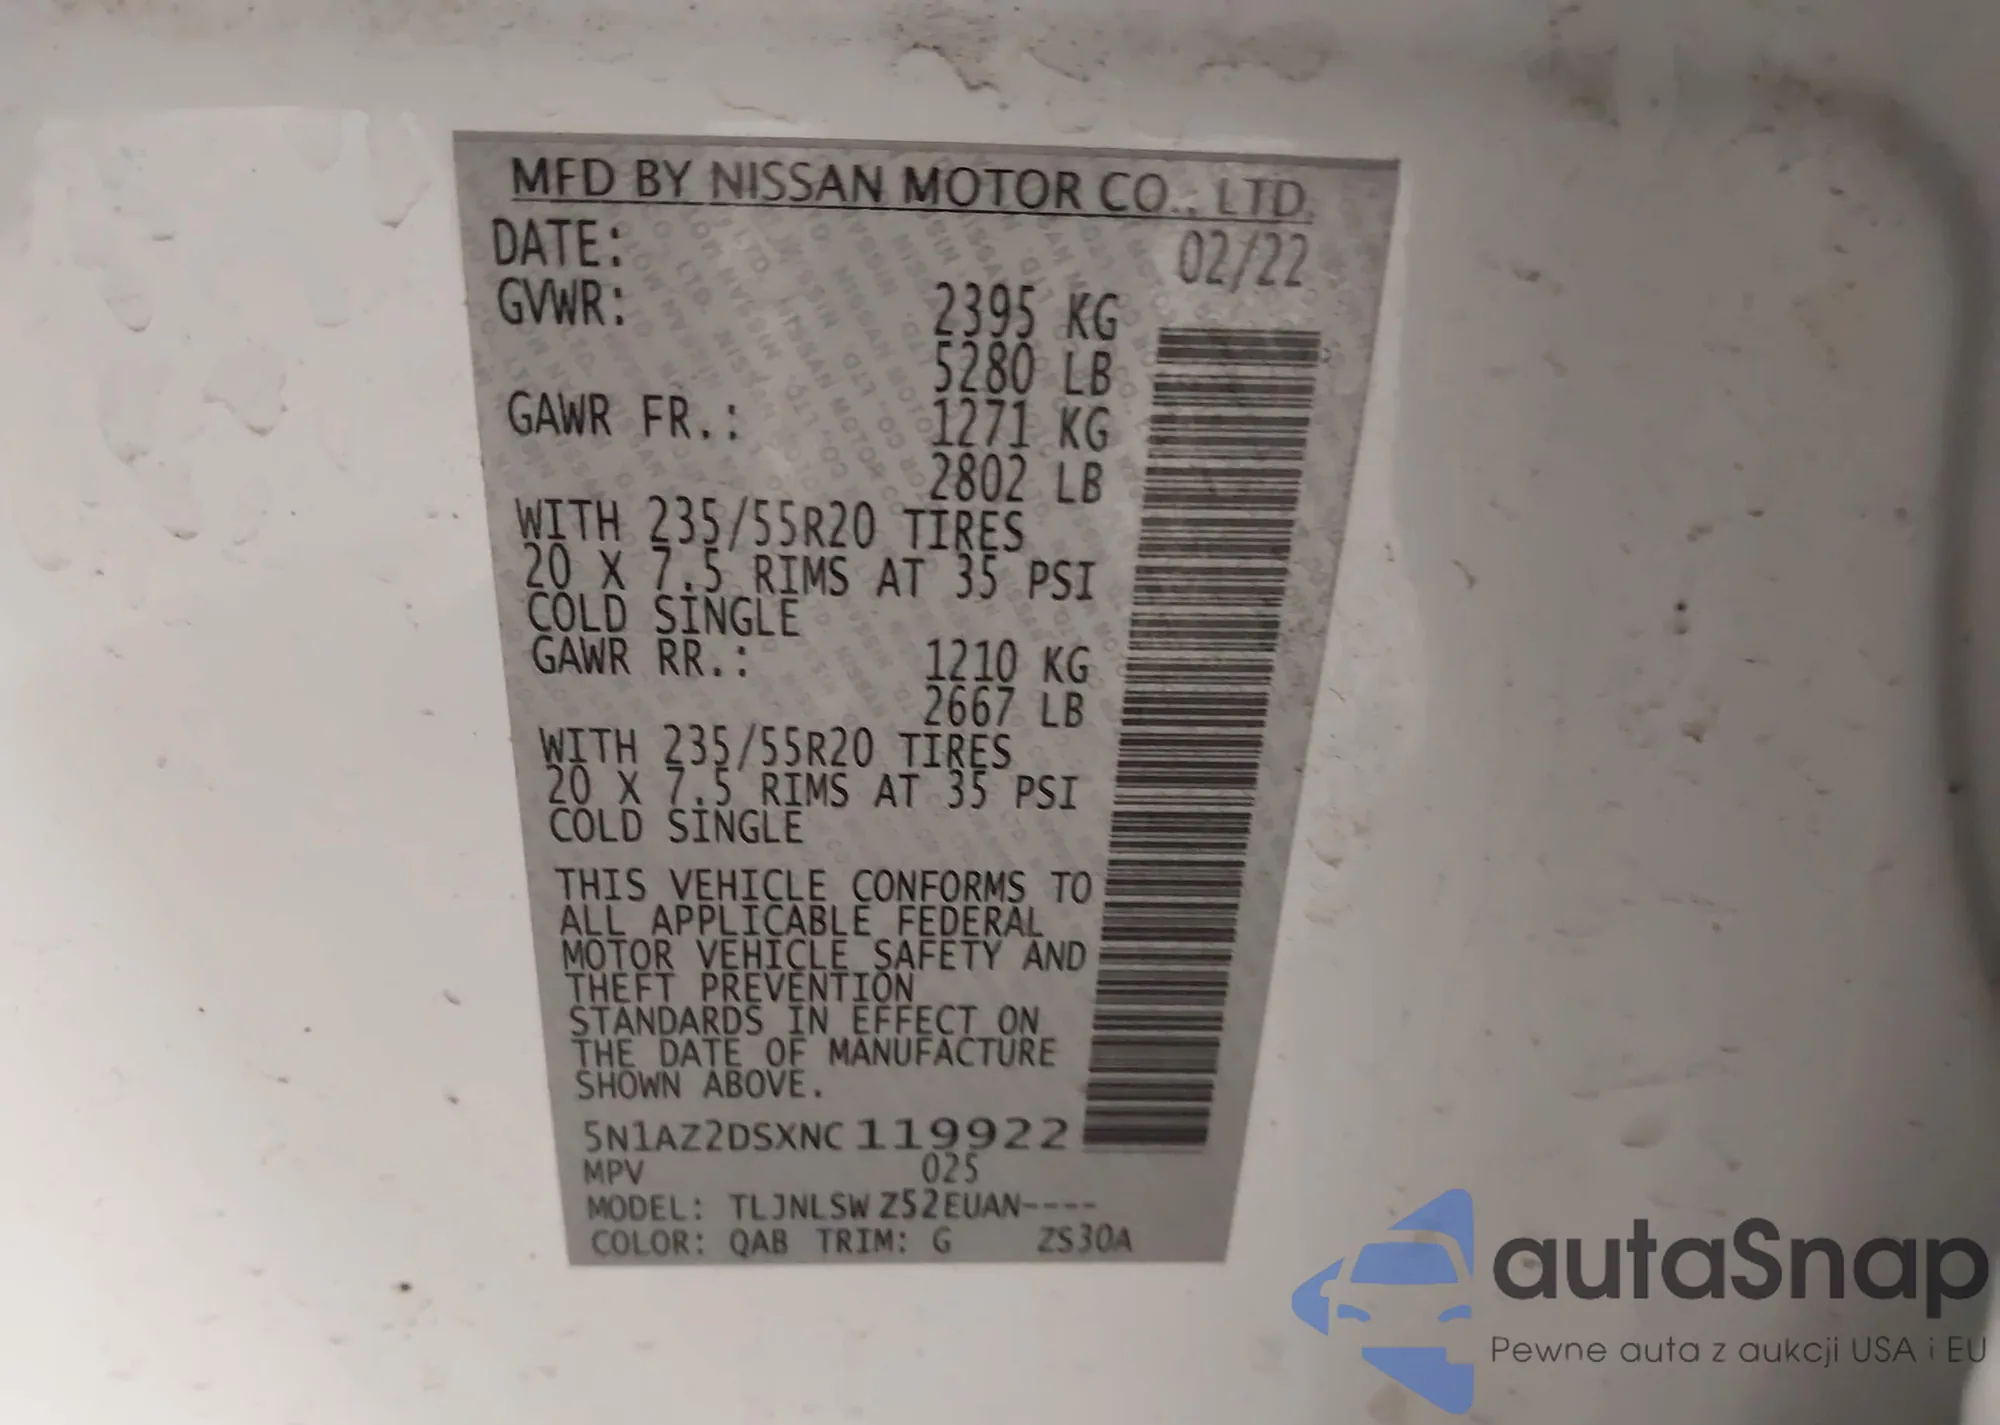 MFD BY NISSAN MOTOR CO., LTD.
DATE: 02/22
GVWR: 2395 KG
5280 LB
GAWR FR.: 1271 KG
2802 LB
WITH 235/55R20 TIRES
20 X 7.5 RIMS AT 35 PSI
COLD SINGLE
GAWR RR.: 1210 KG
2667 LB
WITH 235/55R20 TIRES
20 X 7.5 RIMS AT 35 PSI
COLD SINGLE
THIS VEHICLE CONFORMS TO
ALL APPLICABLE FEDERAL
MOTOR VEHICLE SAFETY AND
THEFT PREVENTION
STANDARDS IN EFFECT ON
THE DATE OF MANUFACTURE
SHOWN ABOVE.
5N1AZ2DSXNC119922
MPV 025
MODEL: TLJNLSWZ52EUAN----
COLOR: QAB TRIM: G ZS30A
autaSnap
Pewne auta z aukcji USA i EU